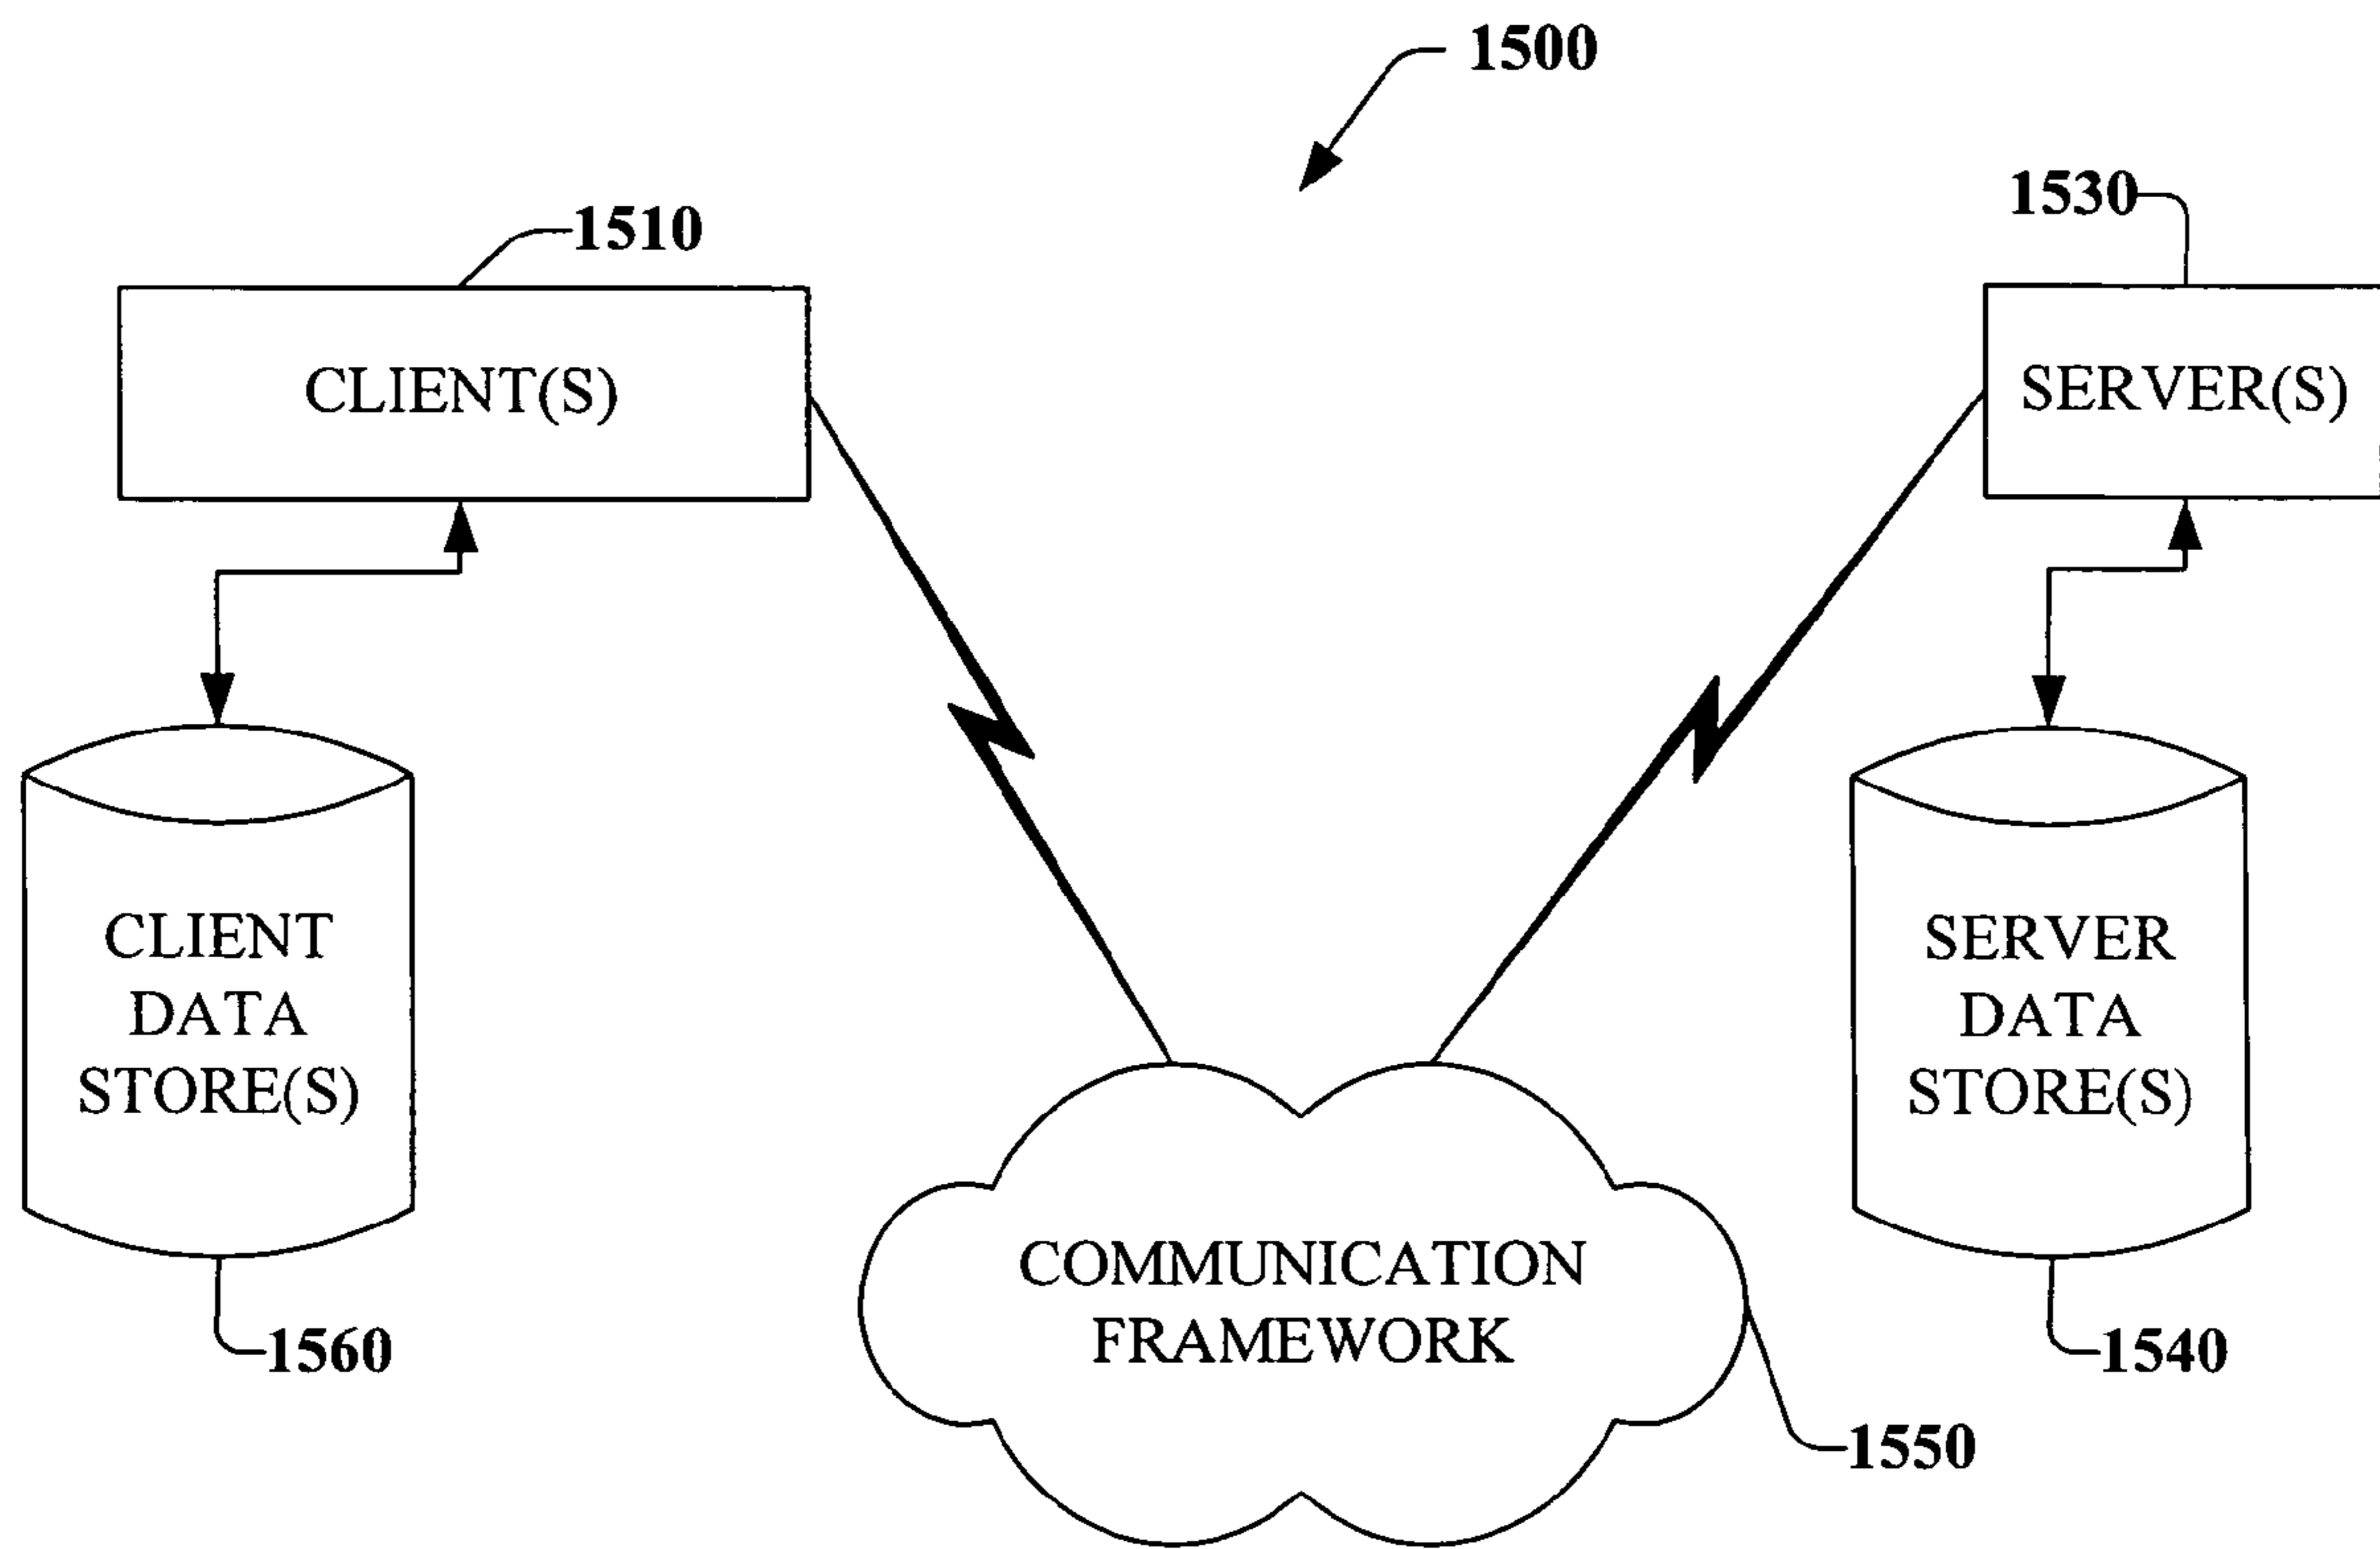 1500
1530
1510
CLIENT(S)
SERVER(S)
CLIENT
DATA
STORE(S)
SERVER
DATA
STORE(S)
COMMUNICATION
FRAMEWORK
1560
1540
1550